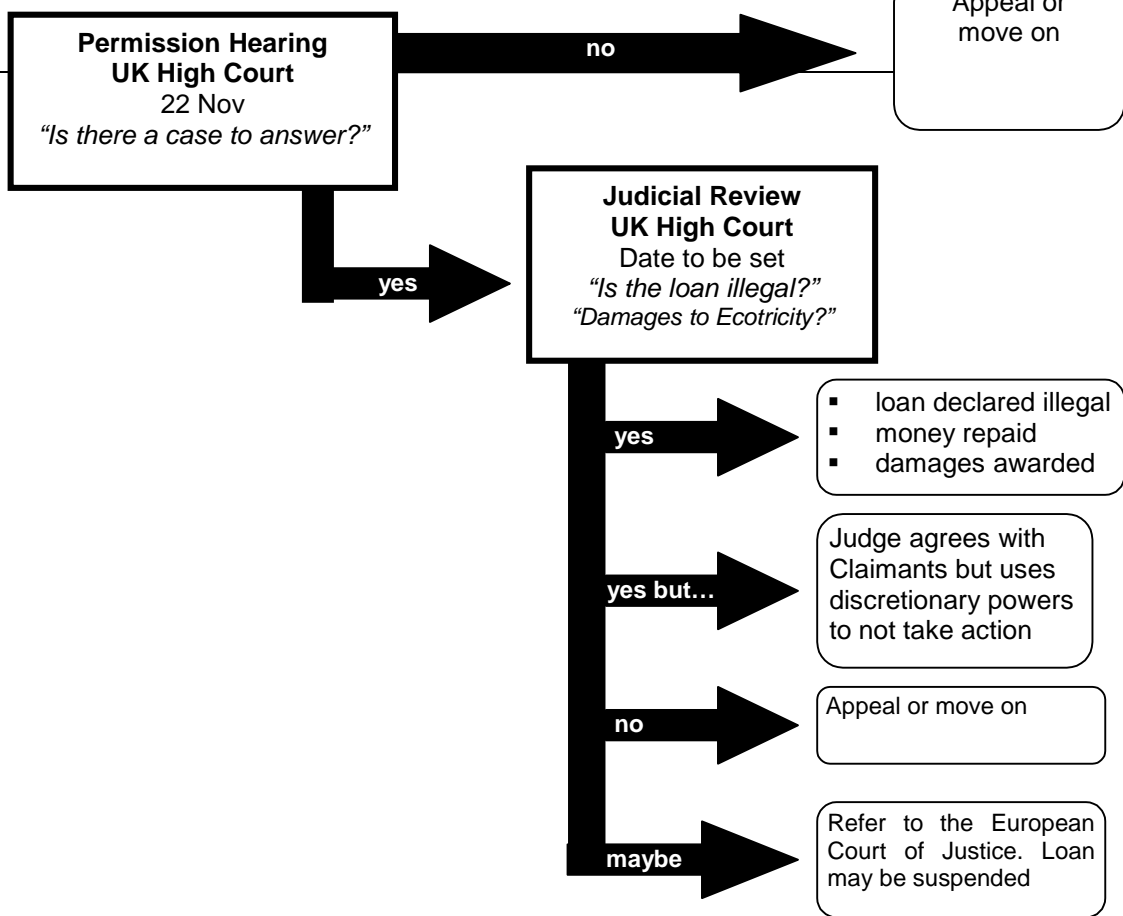 Permission Hearing
UK High Court
22 Nov
“Is there a case to answer?”
no
Appeal or
move on
yes
Judicial Review
UK High Court
Date to be set
“Is the loan illegal?”
“Damages to Ecotricity?”
yes
▪ loan declared illegal
▪ money repaid
▪ damages awarded
yes but…
Judge agrees with
Claimants but uses
discretionary powers
to not take action
no
Appeal or move on
maybe
Refer to the European
Court of Justice. Loan
may be suspended